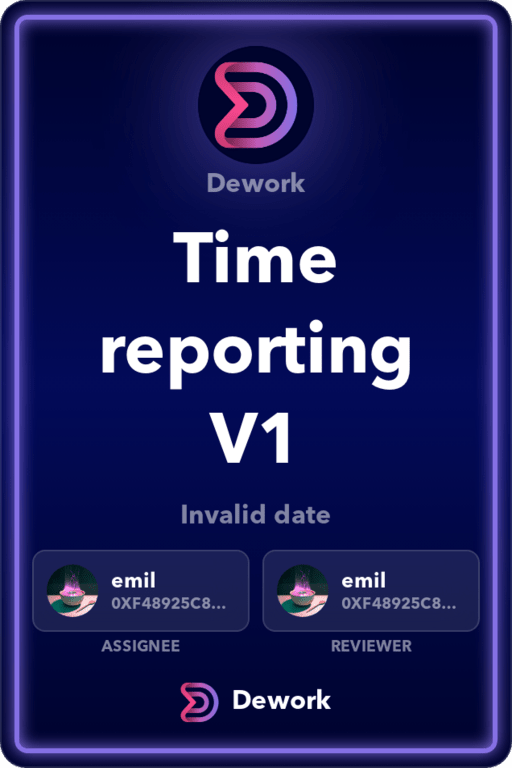 Dework
Time
reporting
V1
Invalid date
emil
0XF48925C8...
emil
0XF48925C8...
ASSIGNEE
REVIEWER
Dework